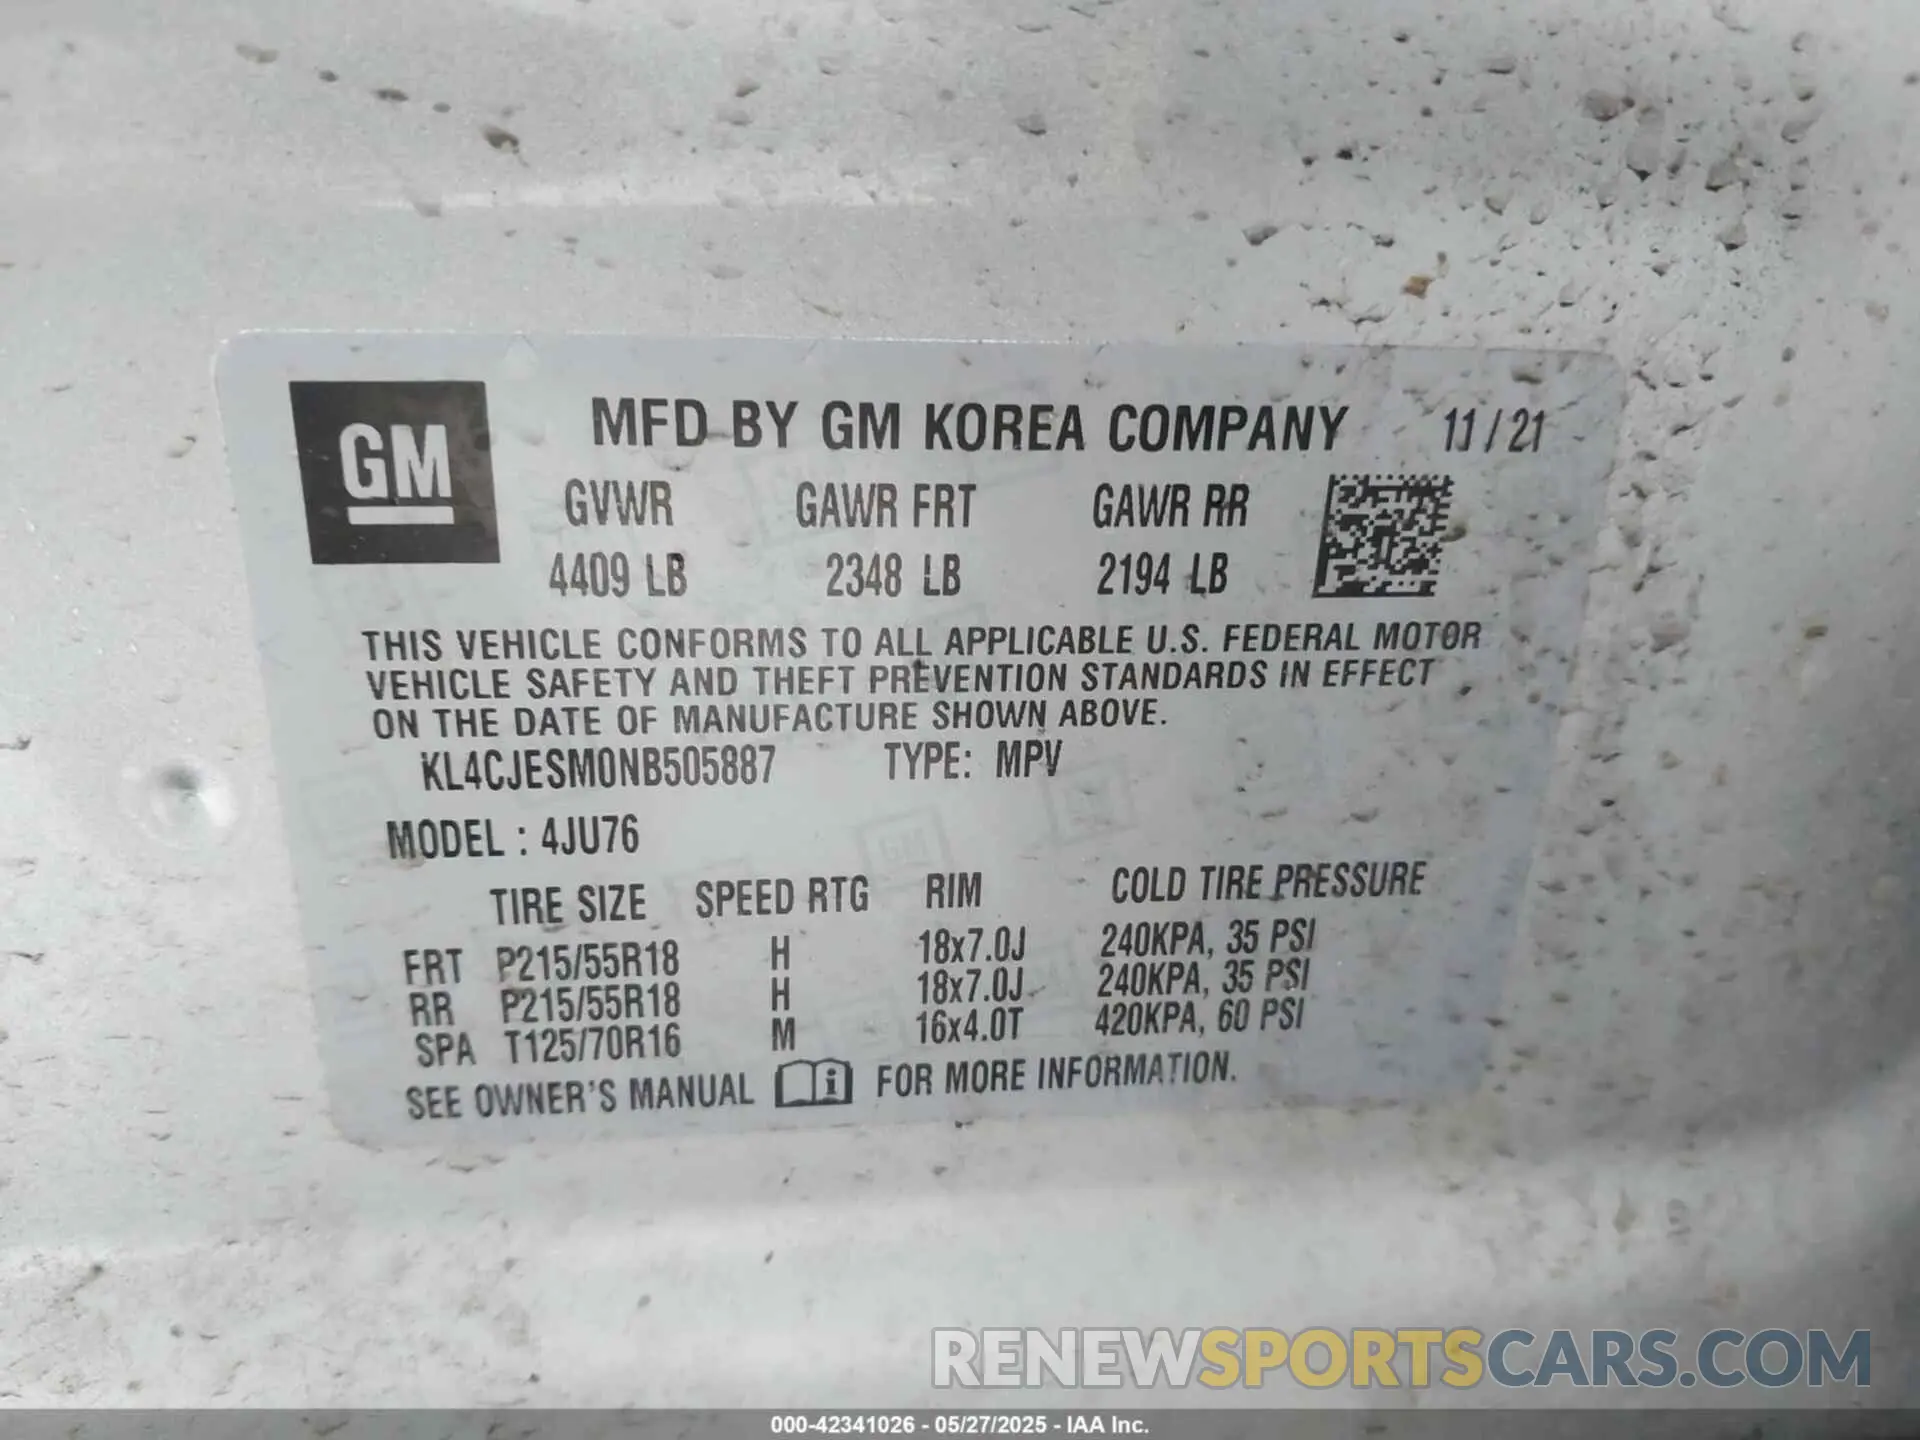 GM
MFD BY GM KOREA COMPANY 11/21
GVWR GAWR FRT GAWR RR
4409 LB 2348 LB 2194 LB
THIS VEHICLE CONFORMS TO ALL APPLICABLE U.S. FEDERAL MOTOR
VEHICLE SAFETY AND THEFT PREVENTION STANDARDS IN EFFECT
ON THE DATE OF MANUFACTURE SHOWN ABOVE.
KL4CJESM0NB505887 TYPE: MPV
MODEL : 4JU76
TIRE SIZE SPEED RTG RIM COLD TIRE PRESSURE
FRT P215/55R18 H 18x7.0J 240KPA, 35 PSI
RR P215/55R18 H 18x7.0J 240KPA, 35 PSI
SPA T125/70R16 M 16x4.0T 420KPA, 60 PSI
SEE OWNER'S MANUAL i FOR MORE INFORMATION.
RENEWSPORTSCARS.COM
000-42341026 - 05/27/2025 - IAA Inc.